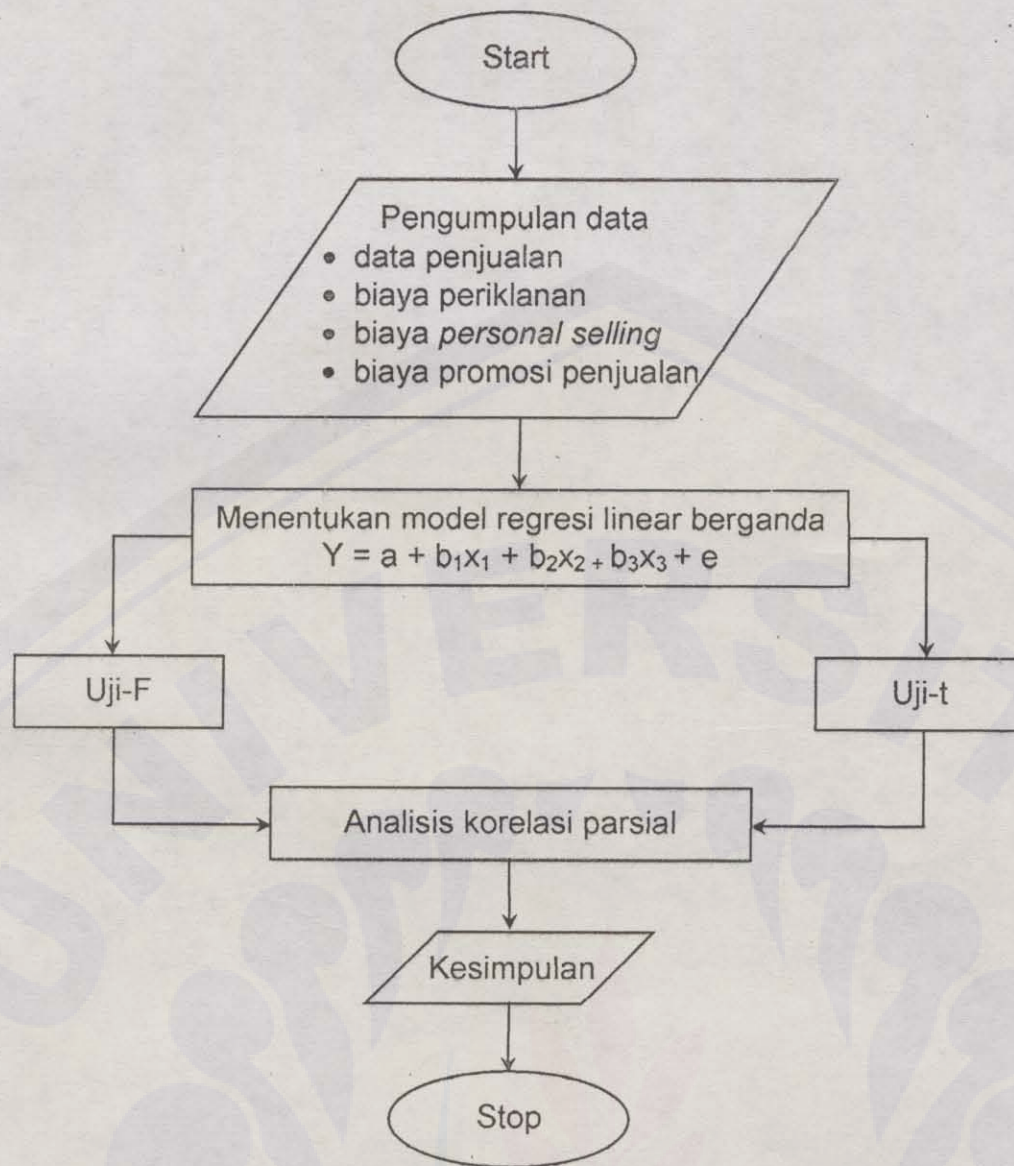 Start
Pengumpulan data
• data penjualan
• biaya periklanan
• biaya personal selling
• biaya promosi penjualan
Menentukan model regresi linear berganda
Y = a + b₁x₁ + b₂x₂ + b₃x₃ + e
Uji-F
Uji-t
Analisis korelasi parsial
Kesimpulan
Stop
UNIVERSIT